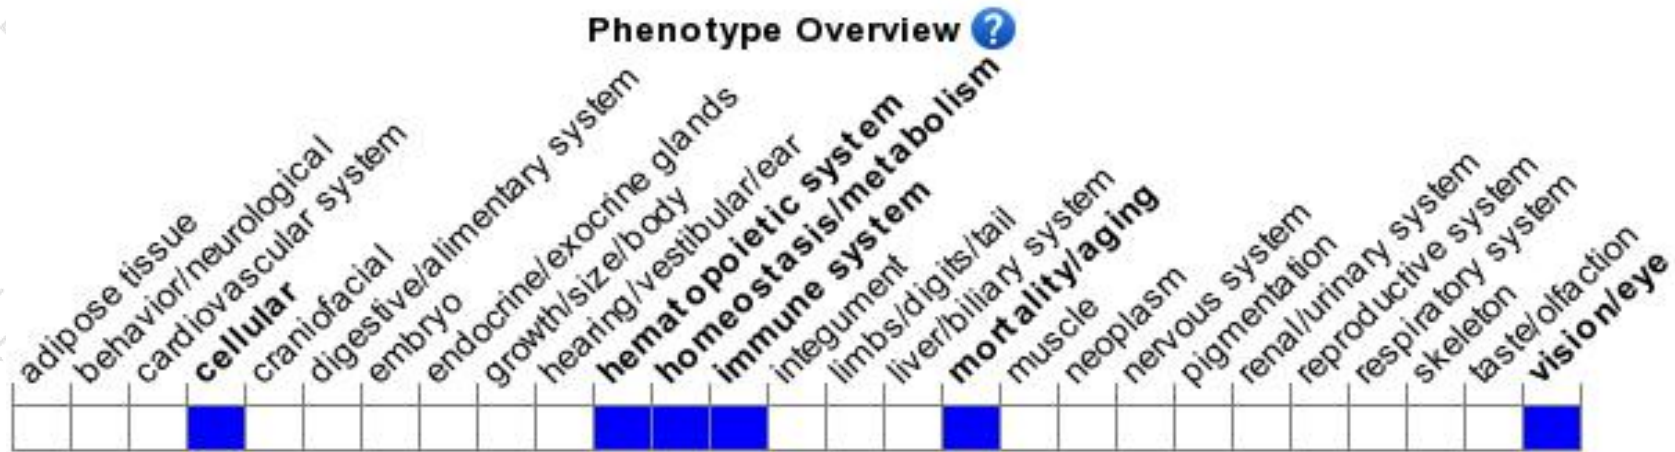 Phenotype Overview ?
adipose tissue
behavior/neurological
cardiovascular system
cellular
craniofacial
digestive/alimentary system
embryo
endocrine/exocrine glands
growth/size/body
hearing/vestibular/ear
hematopoietic system
homeostasis/metabolism
immune system
integument
limbs/digits/tail
liver/biliary system
mortality/aging
muscle
neoplasm
nervous system
pigmentation
renal/urinary system
reproductive system
respiratory system
skeleton
taste/olfaction
vision/eye